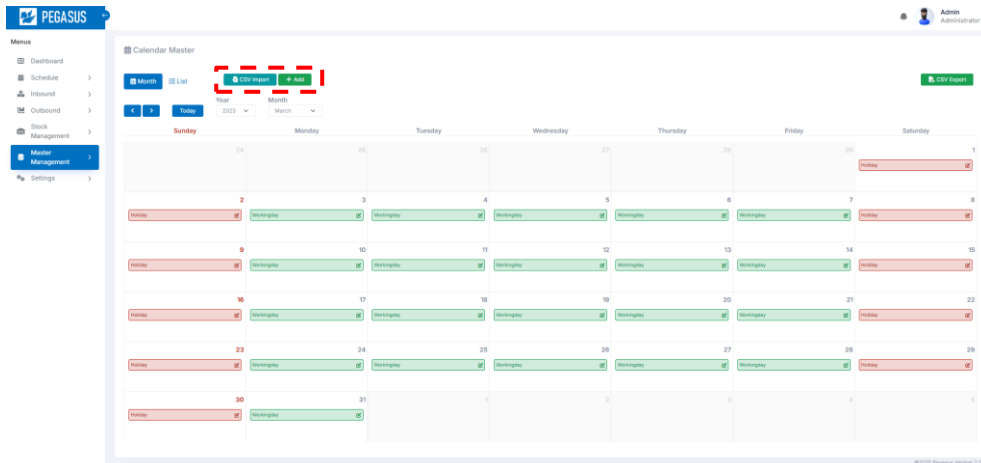 PEGASUS
Admin
Administrator
Menus
Dashboard
Schedule
Inbound
Outbound
Stock Management
Master Management
Settings
Calendar Master
Month List CSV Import + Add CSV Export
Year Month
Today 2025 March
Sunday Monday Tuesday Wednesday Thursday Friday Saturday
24 25 26 27 28 29 1
Holiday
2 3 4 5 6 7 8
Holiday Workingday Workingday Workingday Workingday Workingday Holiday
9 10 11 12 13 14 15
Holiday Workingday Workingday Workingday Workingday Workingday Holiday
16 17 18 19 20 21 22
Holiday Workingday Workingday Workingday Workingday Workingday Holiday
23 24 25 26 27 28 29
Holiday Workingday Workingday Workingday Workingday Workingday Holiday
30 31 1 2 3 4 5
Holiday Workingday